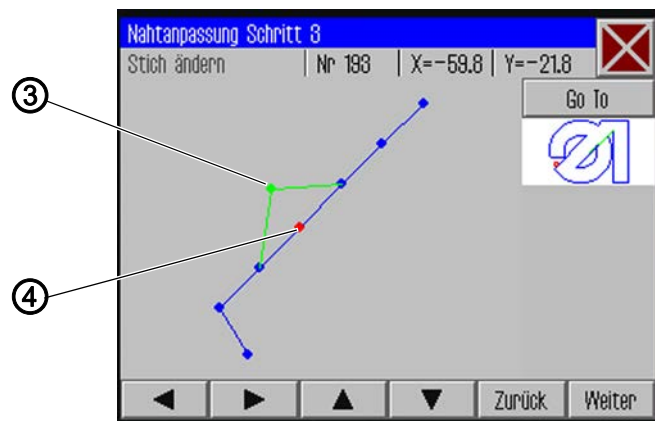 Nahtanpassung Schritt 3
Stich ändern Nr 193 X=-59.8 Y=-21.8
Go To
③
④
Zurück Weiter